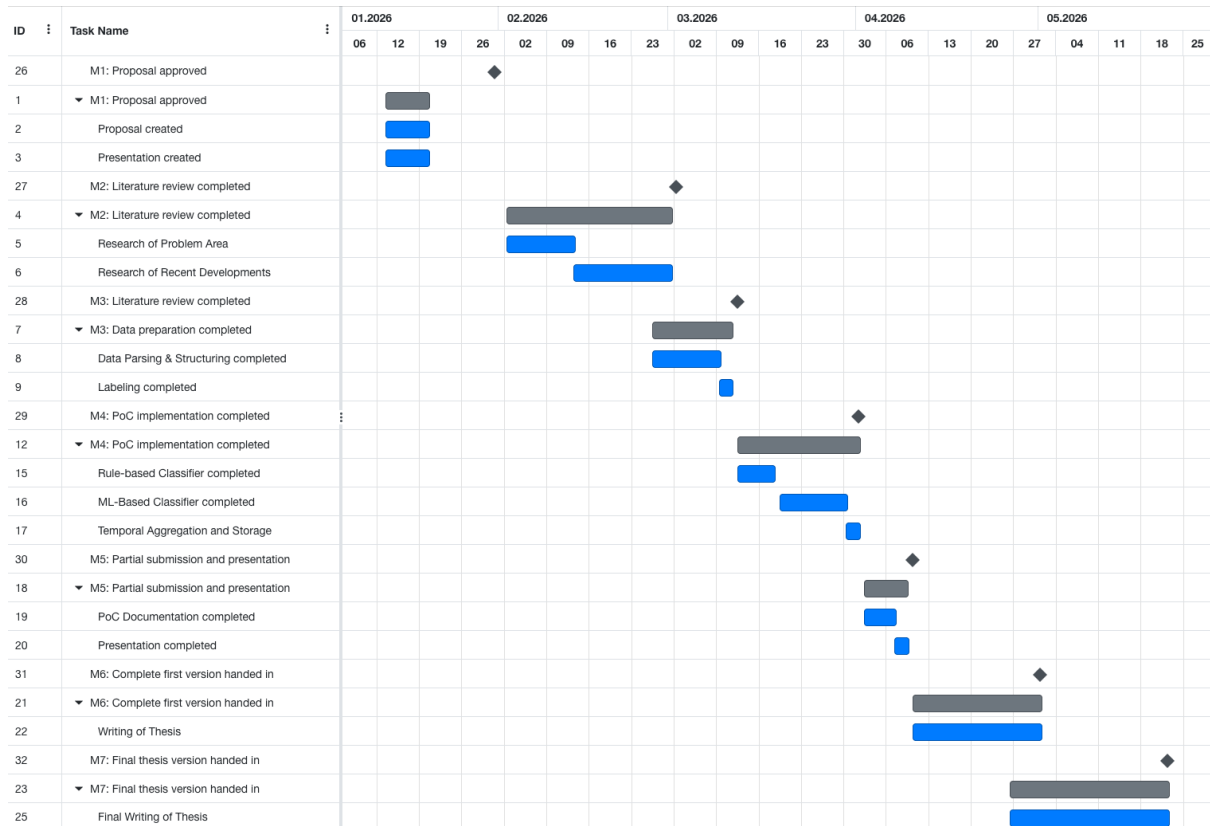 ID Task Name 01.2026 02.2026 03.2026 04.2026 05.2026
06 12 19 26 02 09 16 23 02 09 16 23 30 06 13 20 27 04 11 18 25
26 M1: Proposal approved
1 M1: Proposal approved
2 Proposal created
3 Presentation created
27 M2: Literature review completed
4 M2: Literature review completed
5 Research of Problem Area
6 Research of Recent Developments
28 M3: Literature review completed
7 M3: Data preparation completed
8 Data Parsing & Structuring completed
9 Labeling completed
29 M4: PoC implementation completed
12 M4: PoC implementation completed
15 Rule-based Classifier completed
16 ML-Based Classifier completed
17 Temporal Aggregation and Storage
30 M5: Partial submission and presentation
18 M5: Partial submission and presentation
19 PoC Documentation completed
20 Presentation completed
31 M6: Complete first version handed in
21 M6: Complete first version handed in
22 Writing of Thesis
32 M7: Final thesis version handed in
23 M7: Final thesis version handed in
25 Final Writing of Thesis